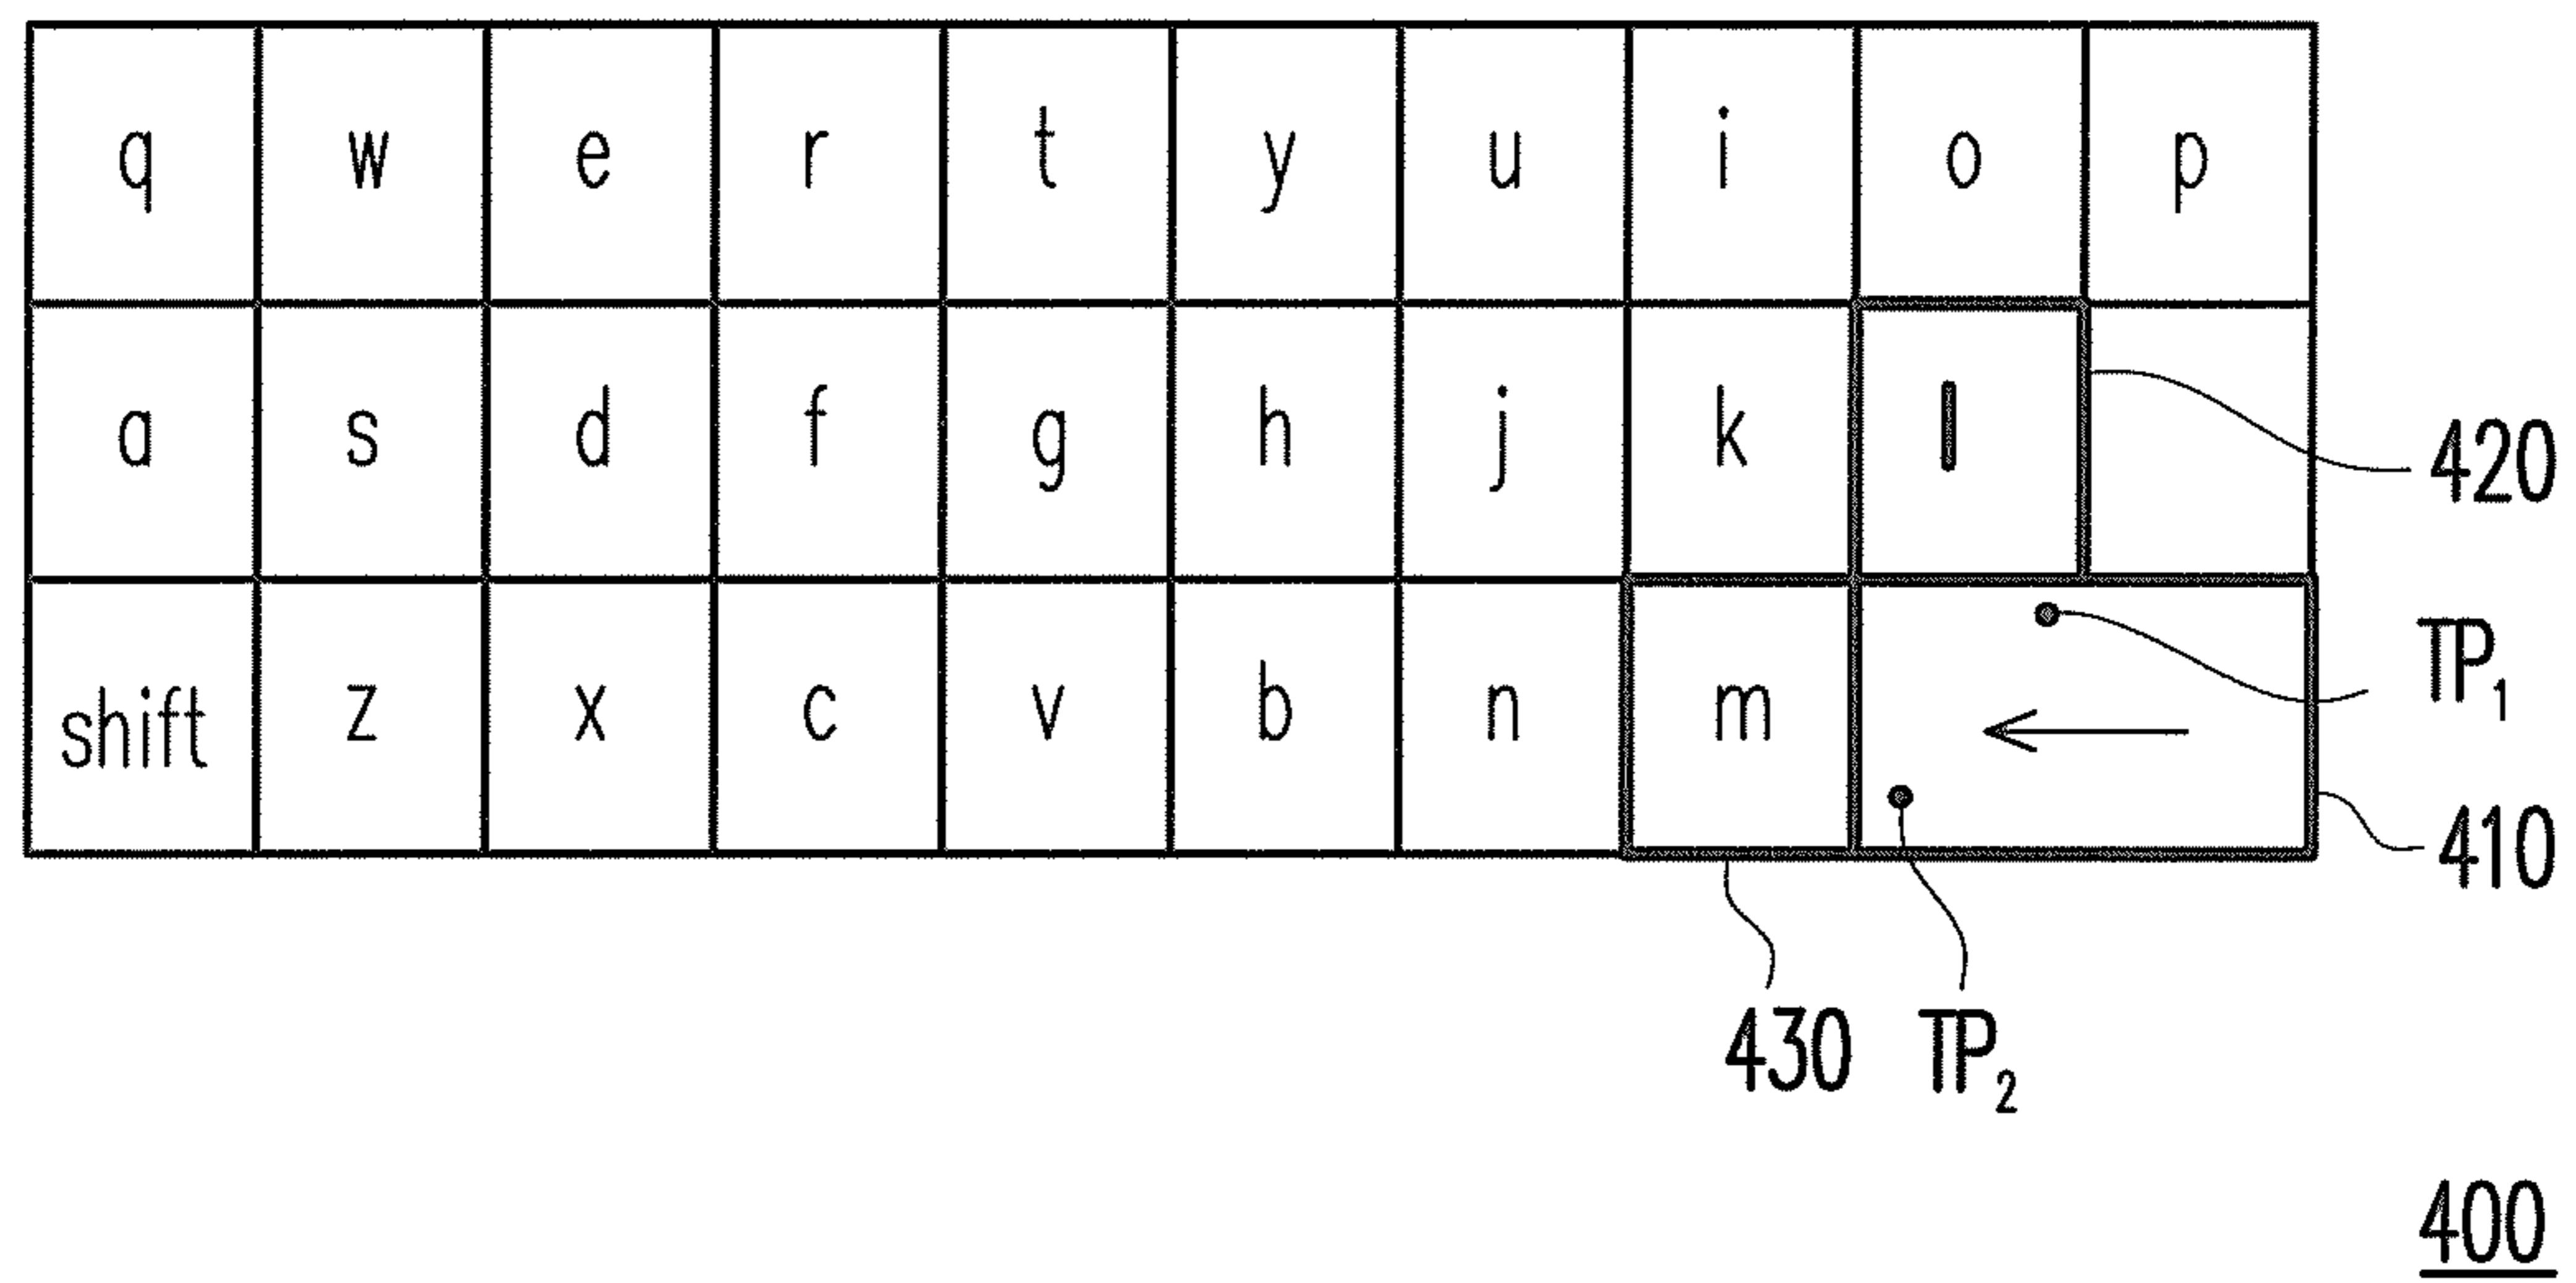 q w e r t y u i o p
a s d f g h j k l
420
shift z x c v b n m ←
TP1
410
430 TP2
400